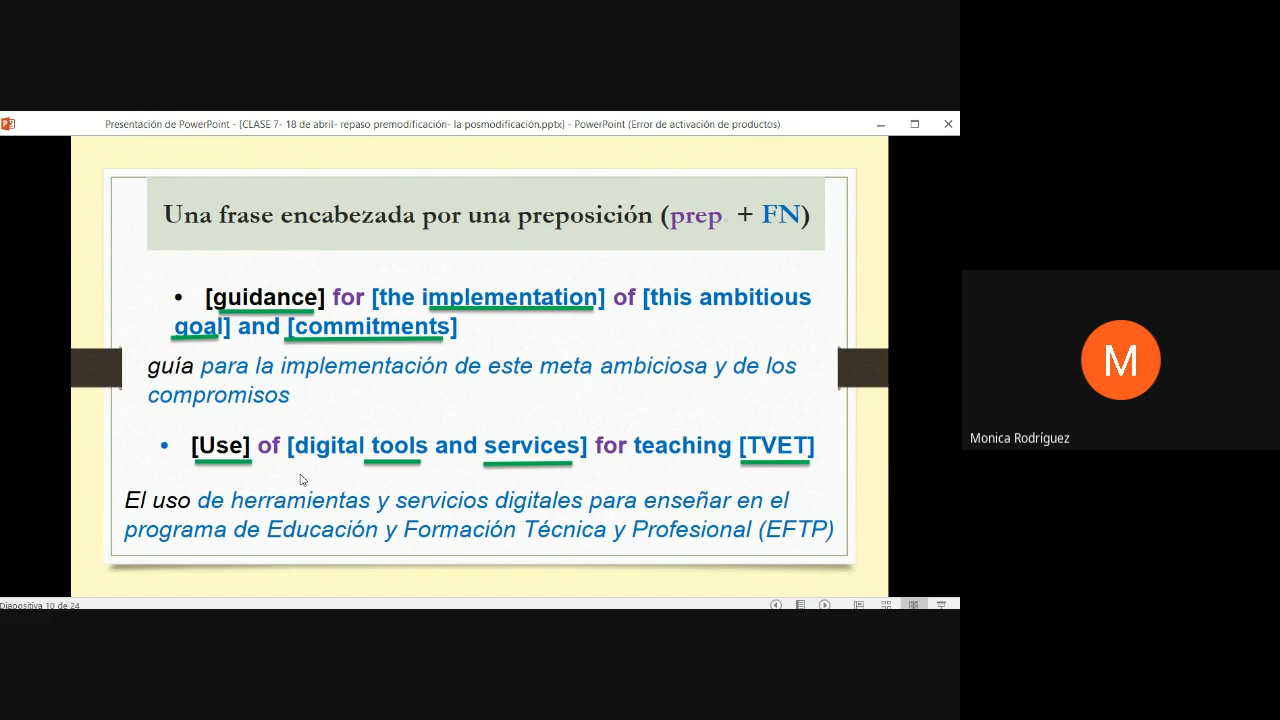 Presentación de PowerPoint - [CLASE 7- 18 de abril- repaso premodificación- la posmodificación.pptx] - PowerPoint (Error de activación de productos)
Una frase encabezada por una preposición (prep. + FN)
• [guidance] for [the implementation] of [this ambitious
goal] and [commitments]
guía para la implementación de este meta ambiciosa y de los
compromisos
• [Use] of [digital tools and services] for teaching [TVET]
El uso de herramientas y servicios digitales para enseñar en el
programa de Educación y Formación Técnica y Profesional (EFTP)
Diapositiva 10 de 24
M
Monica Rodríguez